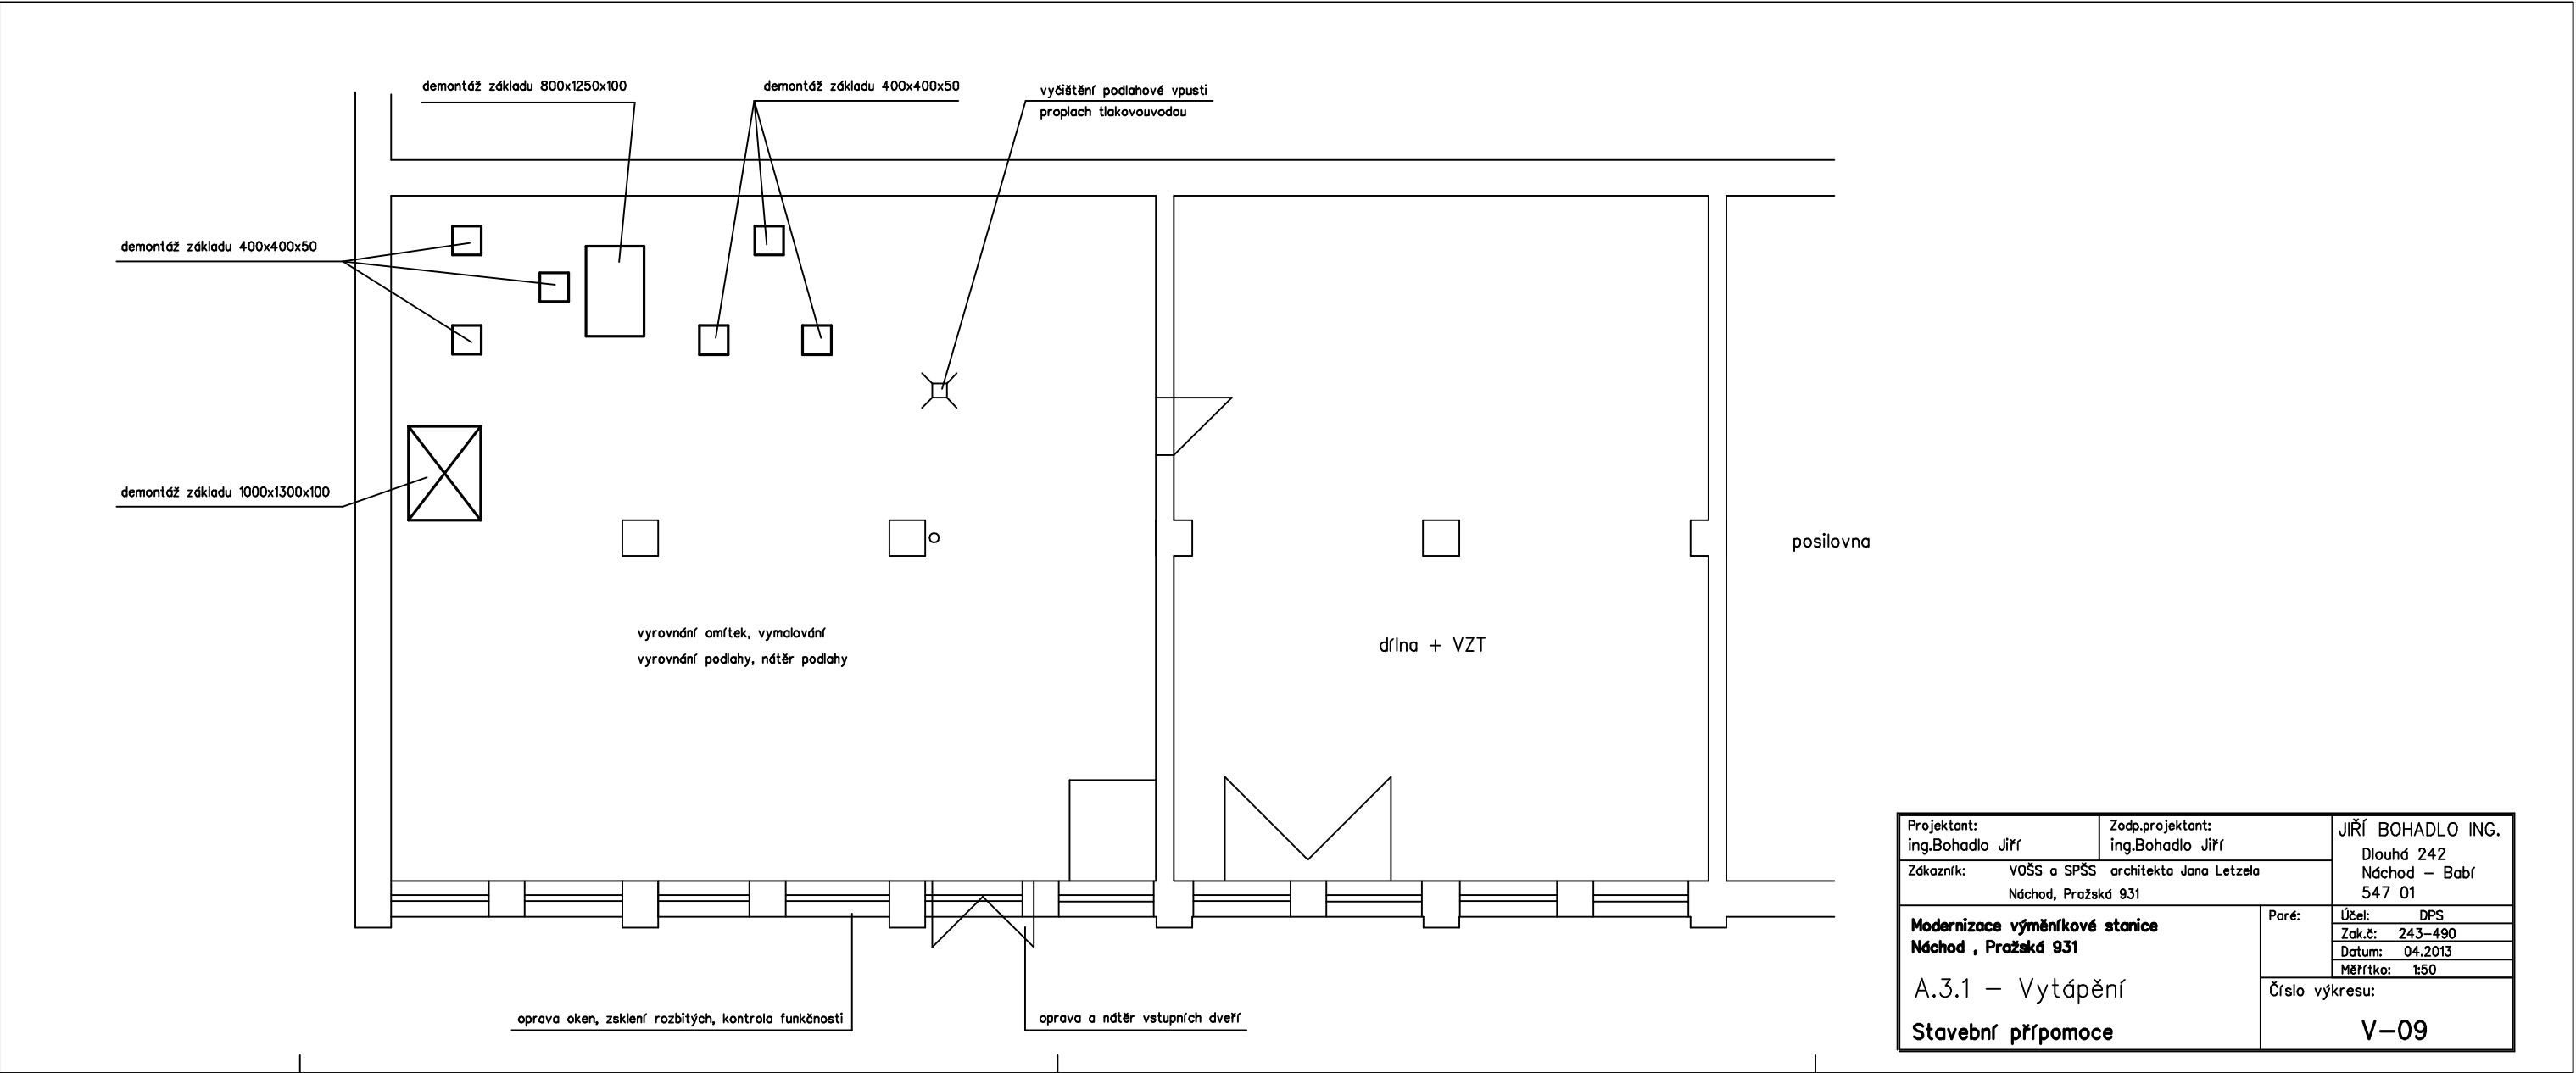 demontáž základu 800x1250x100
demontáž základu 400x400x50
vyčištění podlahové vpusti
proplach tlakovouvodou
demontáž základu 400x400x50
demontáž základu 1000x1300x100
posilovna
vyrovnání omítek, vymalování
vyrovnání podlahy, nátěr podlahy
dílna + VZT
oprava oken, zsklení rozbitých, kontrola funkčnosti
oprava a nátěr vstupních dveří
Projektant:
ing.Bohadlo Jiří
Zodp.projektant:
ing.Bohadlo Jiří
JIŘÍ BOHADLO ING.
Dlouhá 242
Náchod – Babí
547 01
Zákazník: VOŠS a SPŠS architekta Jana Letzela
Náchod, Pražská 931
Modernizace výměníkové stanice
Náchod , Pražská 931
A.3.1 – Vytápění
Stavební přípomoce
Paré:
Účel: DPS
Zak.č: 243–490
Datum: 04.2013
Měřítko: 1:50
Číslo výkresu:
V–09